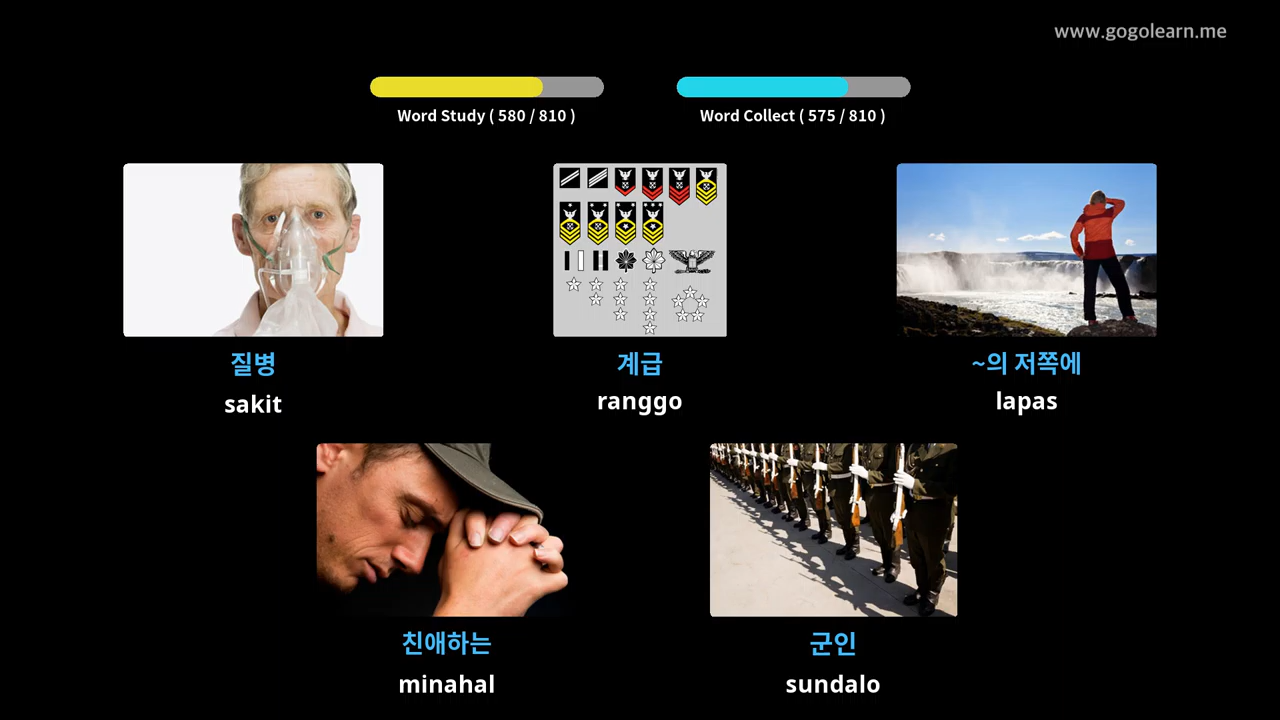 www.gogolearn.me
Word Study ( 580 / 810 )
Word Collect ( 575 / 810 )
질병
sakit
계급
ranggo
~의 저쪽에
lapas
친애하는
minahal
군인
sundalo